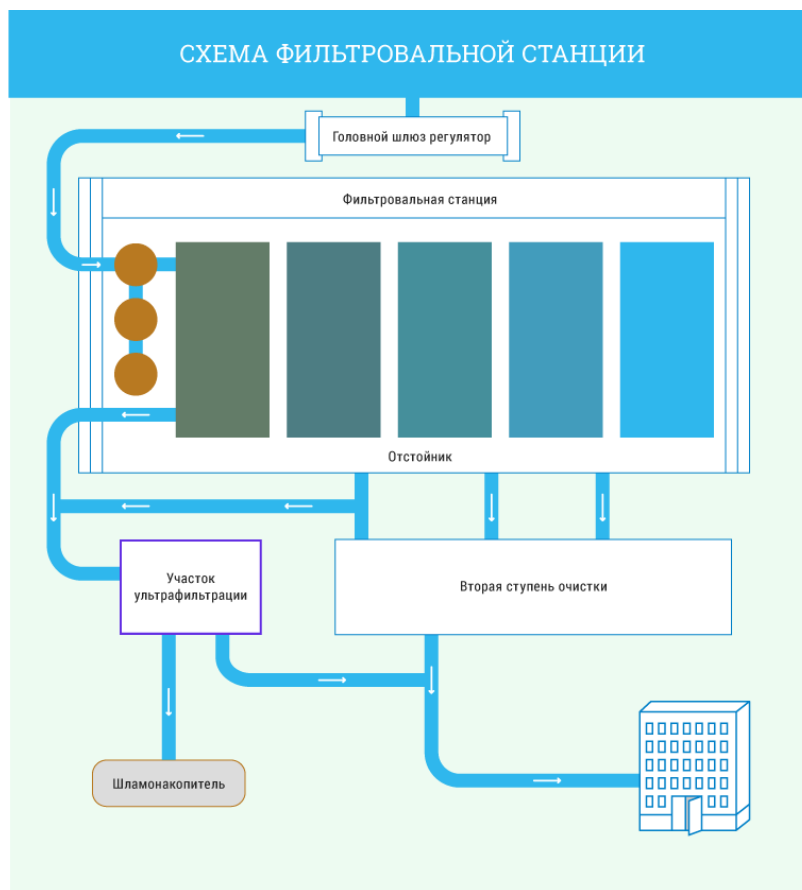 СХЕМА ФИЛЬТРОВАЛЬНОЙ СТАНЦИИ
Головной шлюз регулятор
Фильтровальная станция
Отстойник
Участок
ультрафильтрации
Вторая ступень очистки
Шламонакопитель